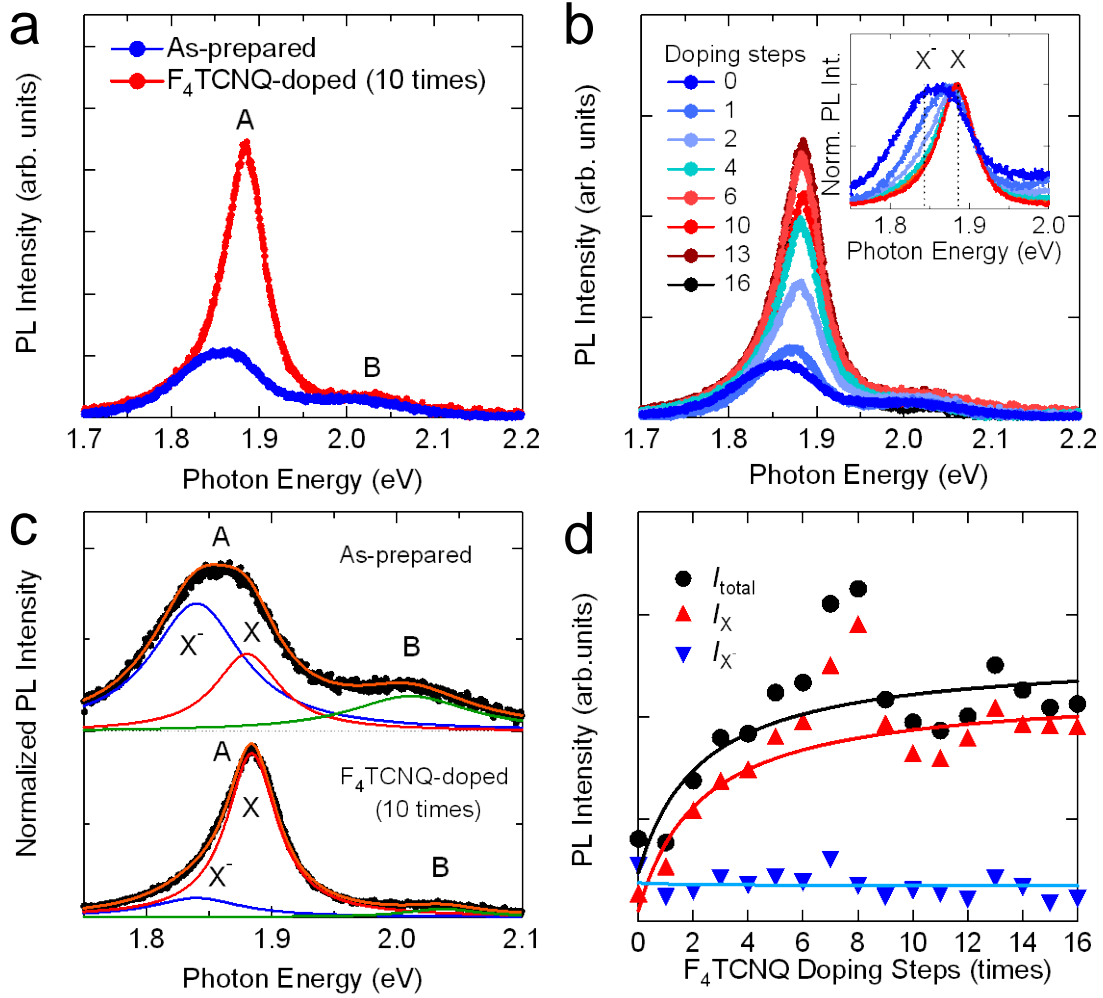 a
As-prepared
F₄TCNQ-doped (10 times)
A
B
PL Intensity (arb. units)
1.7 1.8 1.9 2.0 2.1 2.2
Photon Energy (eV)
b
Doping steps
0
1
2
4
6
10
13
16
X⁻ X
Norm. PL Int.
1.8 1.9 2.0
Photon Energy (eV)
PL Intensity (arb. units)
1.7 1.8 1.9 2.0 2.1 2.2
Photon Energy (eV)
c
A
As-prepared
X⁻
X
B
A
F₄TCNQ-doped
(10 times)
X
X⁻
B
Normalized PL Intensity
1.8 1.9 2.0 2.1
Photon Energy (eV)
d
I total
I X
I X⁻
PL Intensity (arb.units)
0 2 4 6 8 10 12 14 16
F₄TCNQ Doping Steps (times)